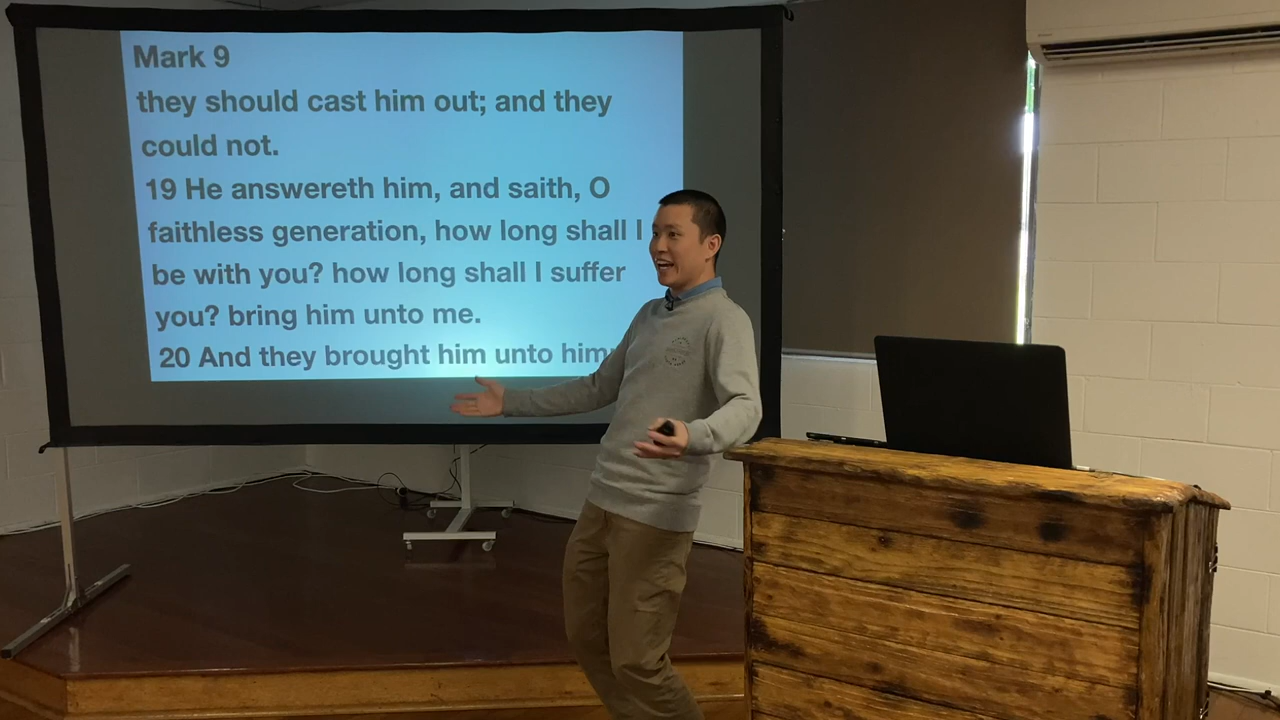 Mark 9
they should cast him out; and they
could not.
19 He answereth him, and saith, O
faithless generation, how long shall I
be with you? how long shall I suffer
you? bring him unto me.
20 And they brought him unto him